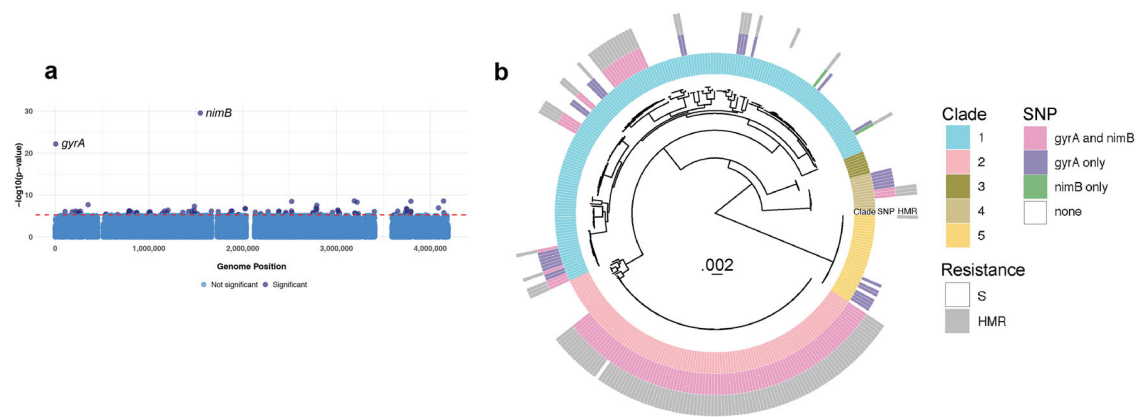 a
b
30
20
10
0
−log10(p−value)
gyrA
nimB
0
1,000,000
2,000,000
3,000,000
4,000,000
Genome Position
Not significant
Significant
.002
Clade SNP HMR
Clade
1
2
3
4
5
SNP
gyrA and nimB
gyrA only
nimB only
none
Resistance
S
HMR